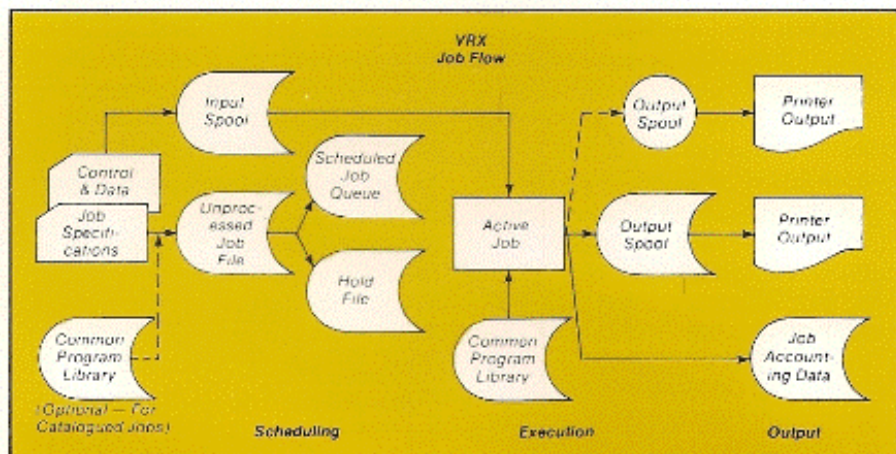 VRX
Job Flow
Input
Spool
Output
Spool
Printer
Output
Control
& Data
Job
Specifi-
cations
Unproc-
essed Job
File
Scheduled
Job
Queue
Hold
File
Active
Job
Output
Spool
Printer
Output
Common
Program
Library
(Optional — For
Catalogued Jobs)
Common
Program
Library
Job
Account-
ing Data
Scheduling
Execution
Output